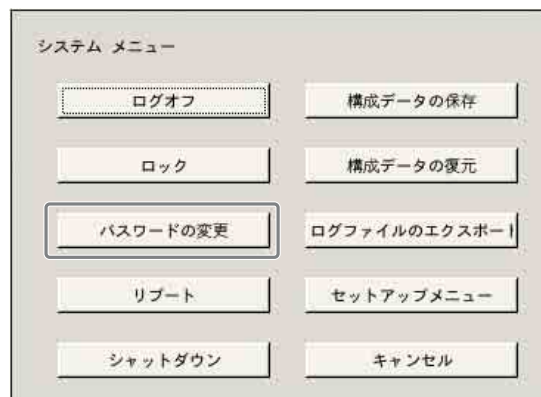 システム メニュー
ログオフ
構成データの保存
ロック
構成データの復元
パスワードの変更
ログファイルのエクスポート
リブート
セットアップメニュー
シャットダウン
キャンセル